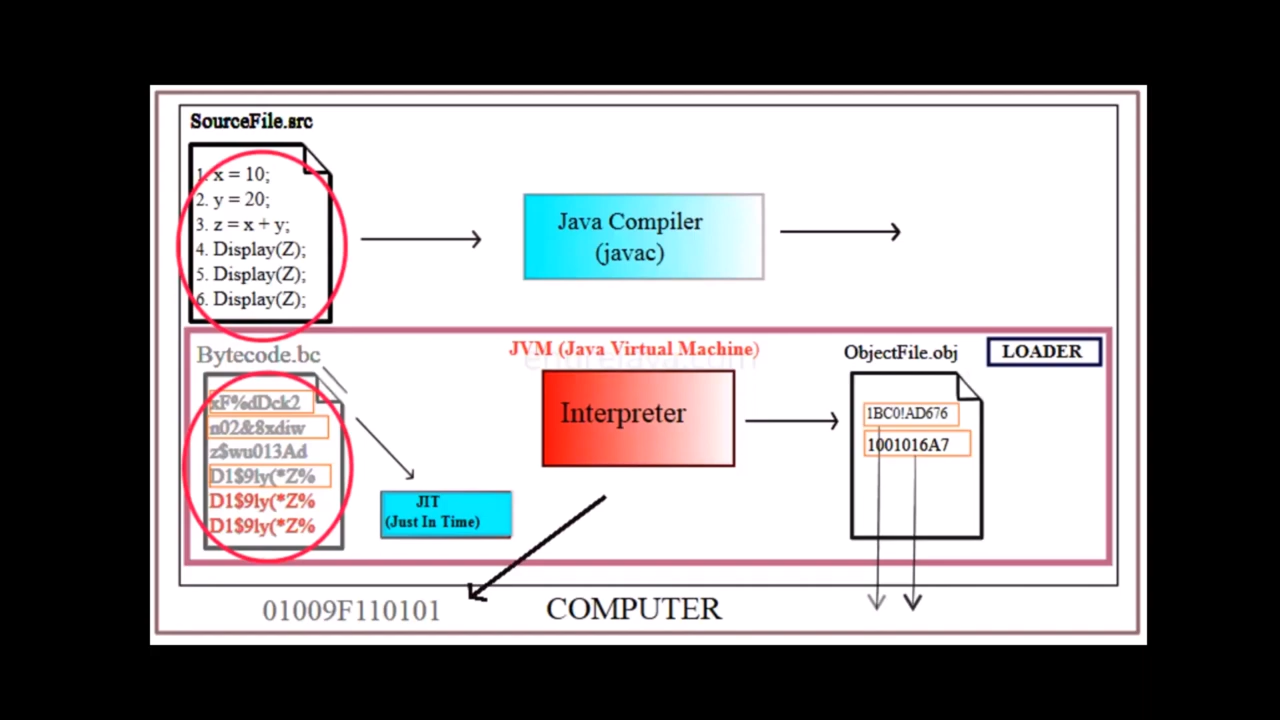 SourceFile.src
1. x = 10;
2. y = 20;
3. z = x + y;
4. Display(Z);
5. Display(Z);
6. Display(Z);
Java Compiler
(javac)
Bytecode.bc
xF%dDck2
n02&8xdiw
z$wu013Ad
D1$9ly(*Z%
D1$9ly(*Z%
D1$9ly(*Z%
JIT
(Just In Time)
JVM (Java Virtual Machine)
Interpreter
ObjectFile.obj
LOADER
1BC0!AD676
1001016A7
01009F110101
COMPUTER